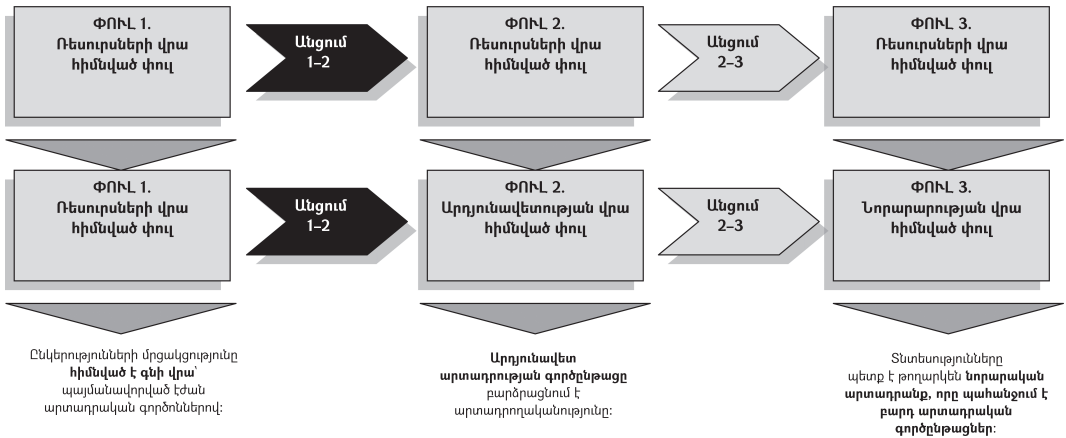 ՓՈՒԼ 1.
Ռեսուրսների վրա
հիմնված փուլ
Անցում
1–2
ՓՈՒԼ 2.
Ռեսուրսների վրա
հիմնված փուլ
Անցում
2–3
ՓՈՒԼ 3.
Ռեսուրսների վրա
հիմնված փուլ
ՓՈՒԼ 1.
Ռեսուրսների վրա
հիմնված փուլ
Անցում
1–2
ՓՈՒԼ 2.
Արդյունավետության վրա
հիմնված փուլ
Անցում
2–3
ՓՈՒԼ 3.
Նորարարության վրա
հիմնված փուլ
Ընկերությունների մրցակցությունը
հիմնված է գնի վրա՝
պայմանավորված էժան
արտադրական գործոններով:
Արդյունավետ
արտադրության գործընթացը
բարձրացնում է
արտադրողականությունը:
Տնտեսությունները
պետք է թողարկեն նորարական
արտադրանք, որը պահանջում է
բարդ արտադրական
գործընթացներ: